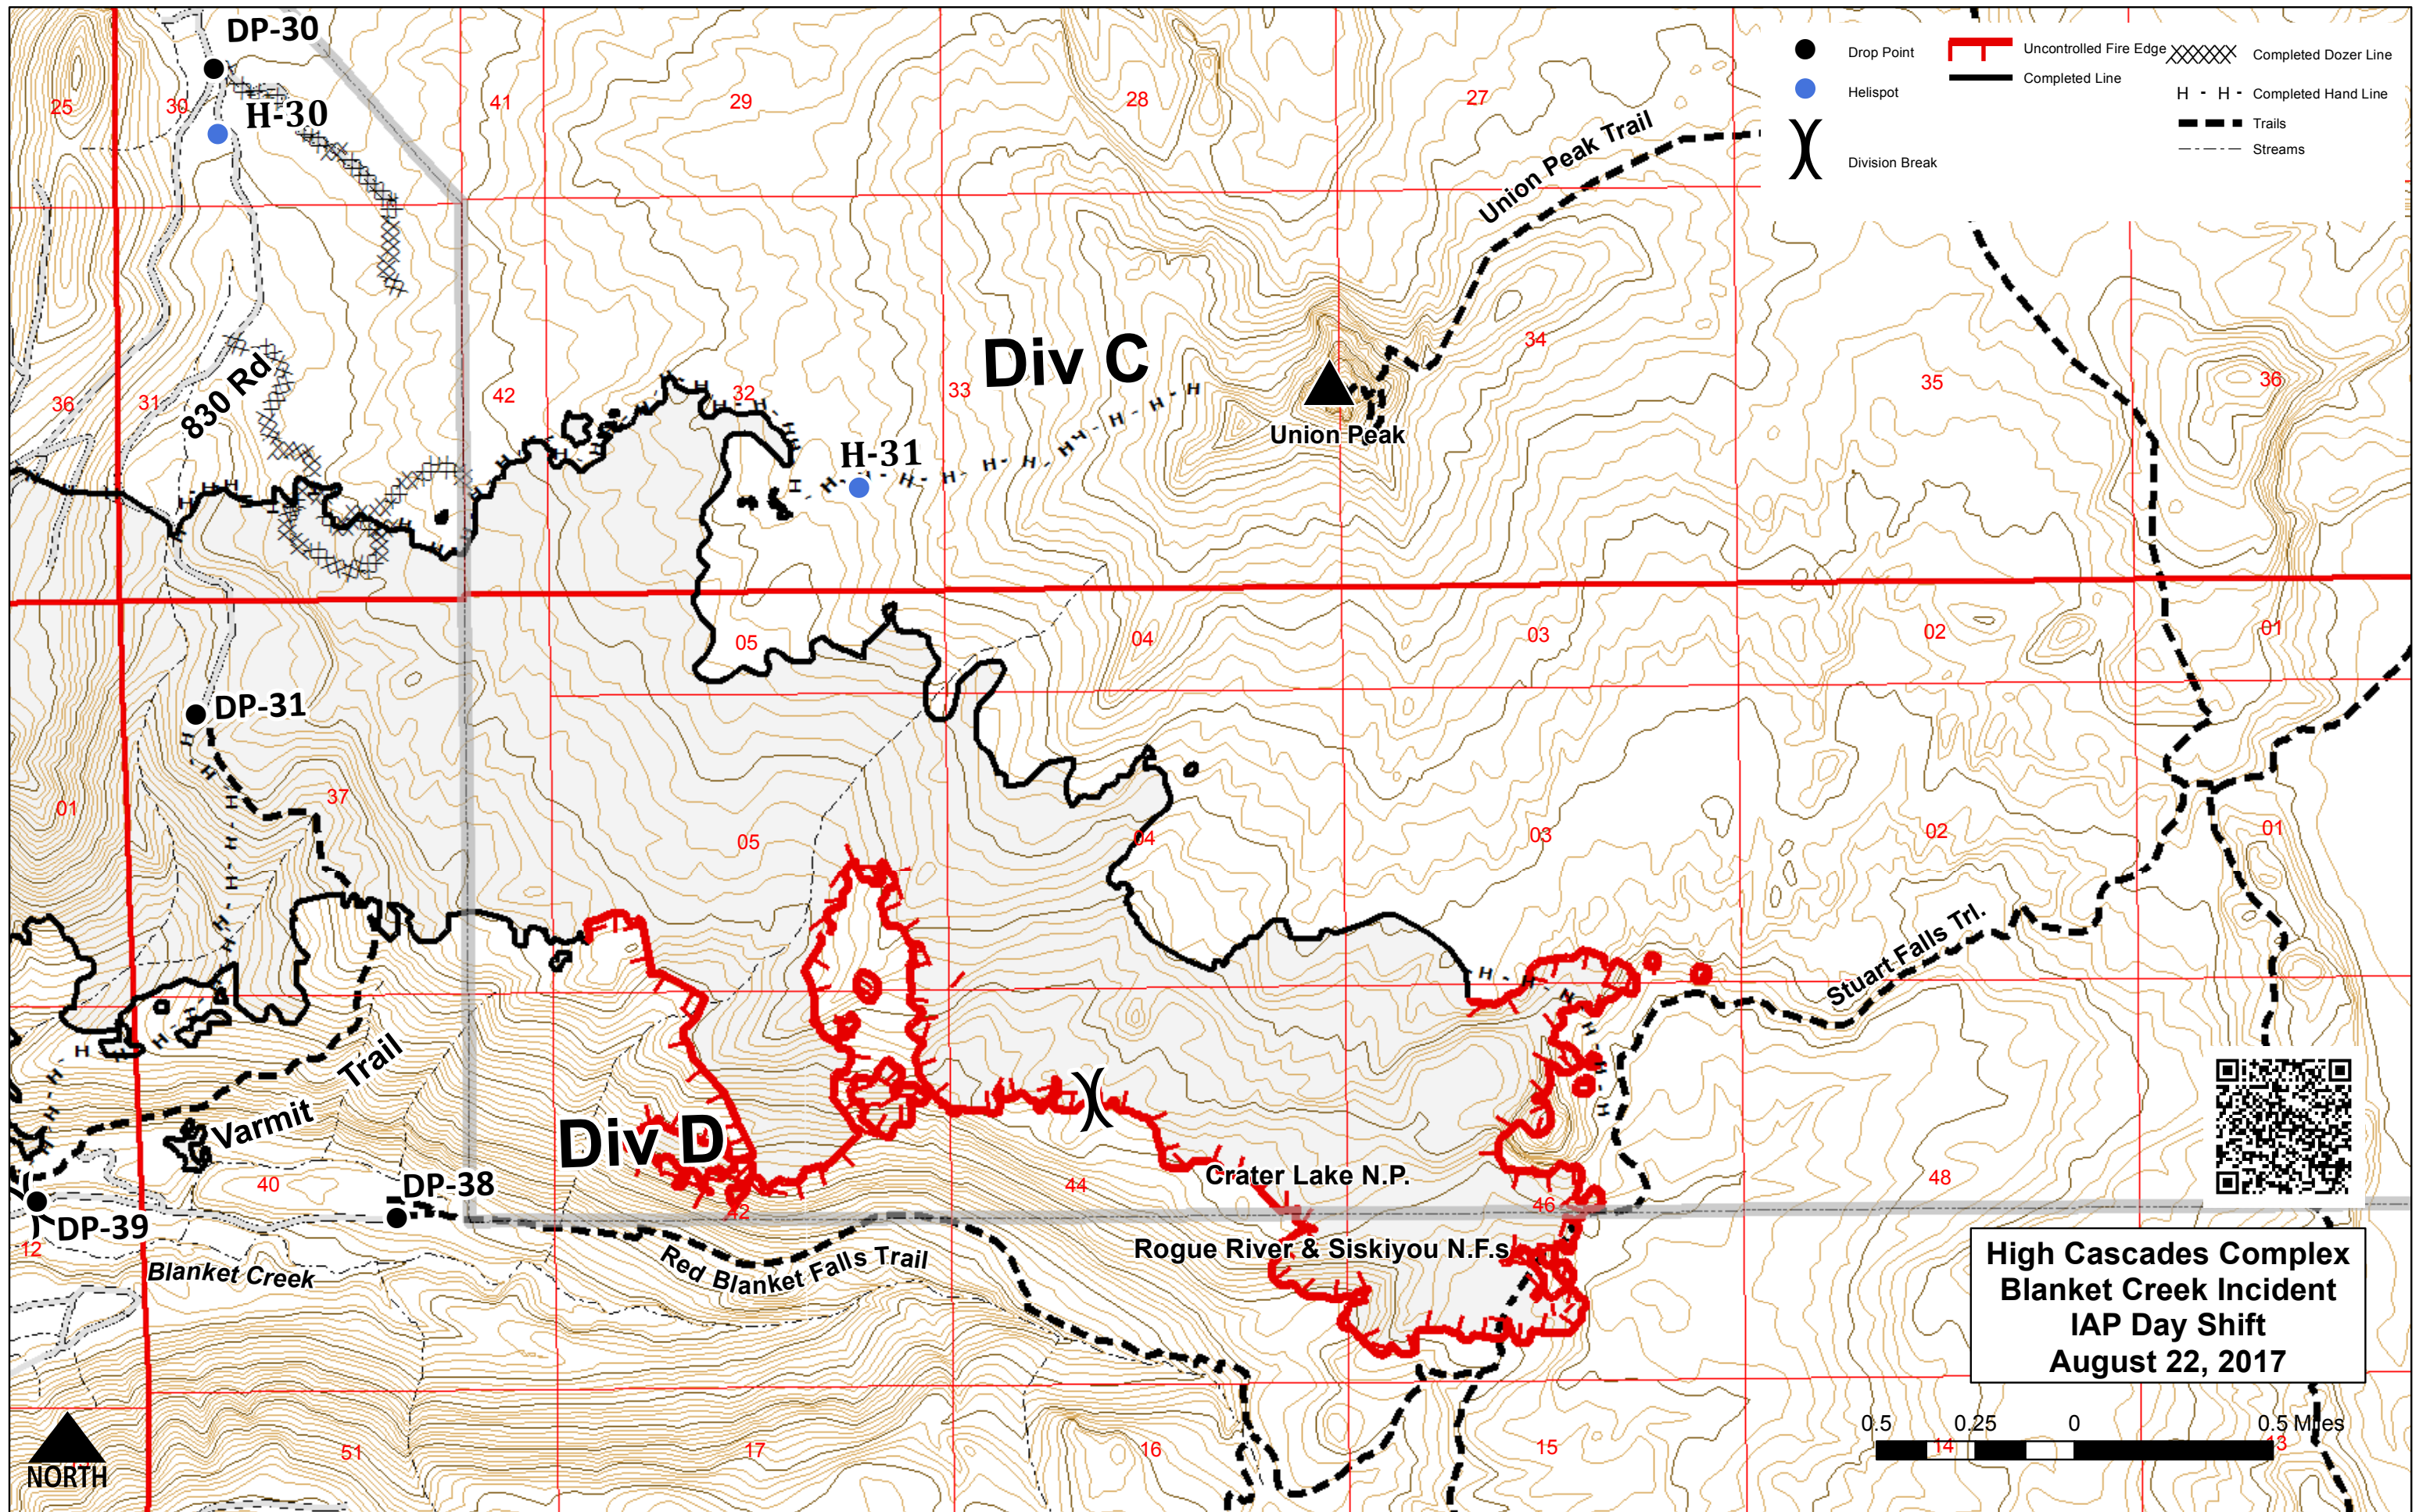 DP-30
H-30
25
30
41
29
28
27
Union Peak Trail
Drop Point
Helispot
Division Break
Uncontrolled Fire Edge
Completed Line
Completed Dozer Line
H - H - Completed Hand Line
Trails
Streams
36
31
830 Rd
42
32
33
Div C
34
35
36
Union Peak
H-31
05
04
03
02
01
DP-31
37
01
05
04
03
02
01
Stuart Falls Trl.
Varmit Trail
Div D
DP-38
40
42
44
Crater Lake N.P.
46
48
DP-39
12
Blanket Creek
Red Blanket Falls Trail
Rogue River & Siskiyou N.F.s
High Cascades Complex
Blanket Creek Incident
IAP Day Shift
August 22, 2017
0.5 0.25 0 0.5 Miles
51
17
16
15
14
13
NORTH